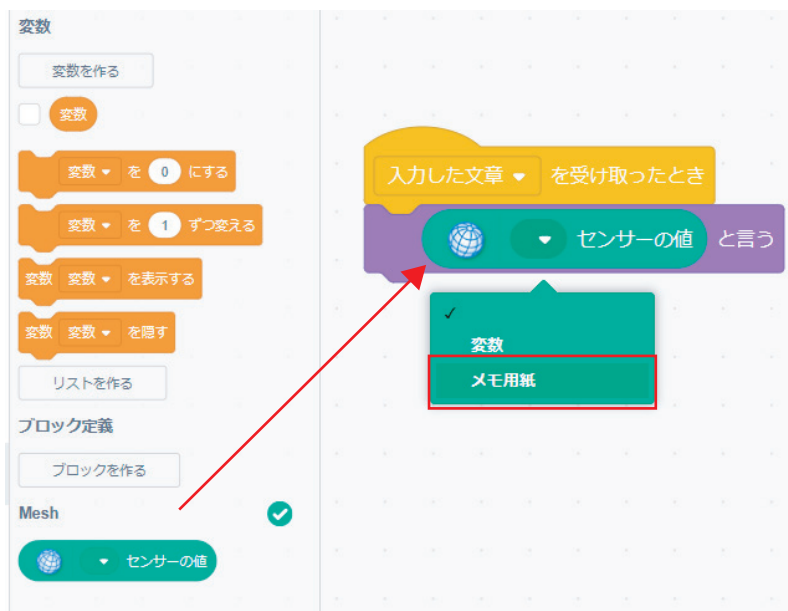 変数
変数を作る
変数
変数 を 0 にする
変数 を 1 ずつ変える
変数 変数 を表示する
変数 変数 を隠す
リストを作る
ブロック定義
ブロックを作る
Mesh
センサーの値
入力した文章 を受け取ったとき
センサーの値 と言う
変数
メモ用紙